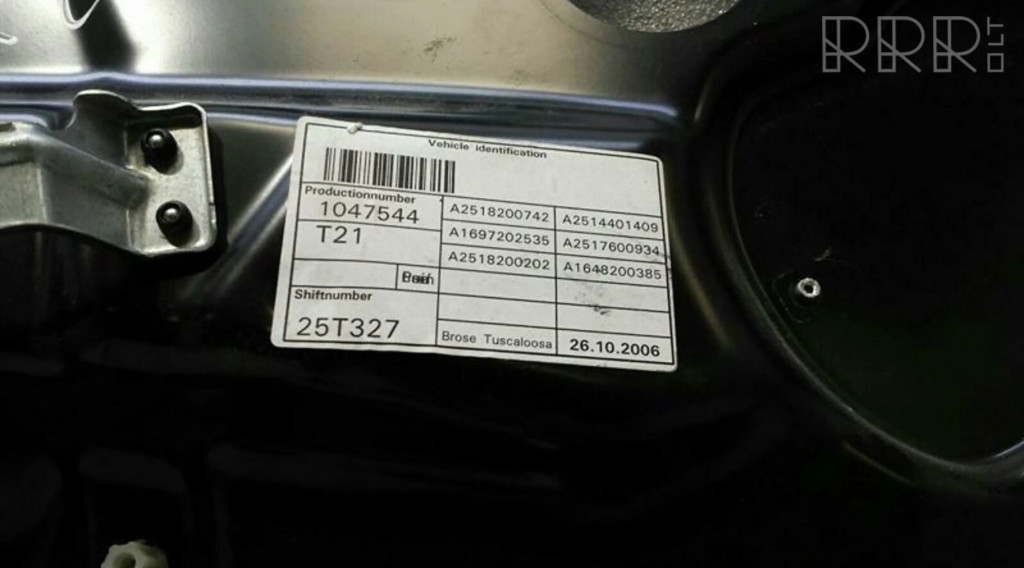 RRR.LT
Vehicle identification
Productionnumber
1047544
T21
A2518200742 A2514401409
A1697202535 A2517600934
A2518200202 A1648200385
Shiftnumber
25T327
Brose Tuscaloosa 26.10.2006